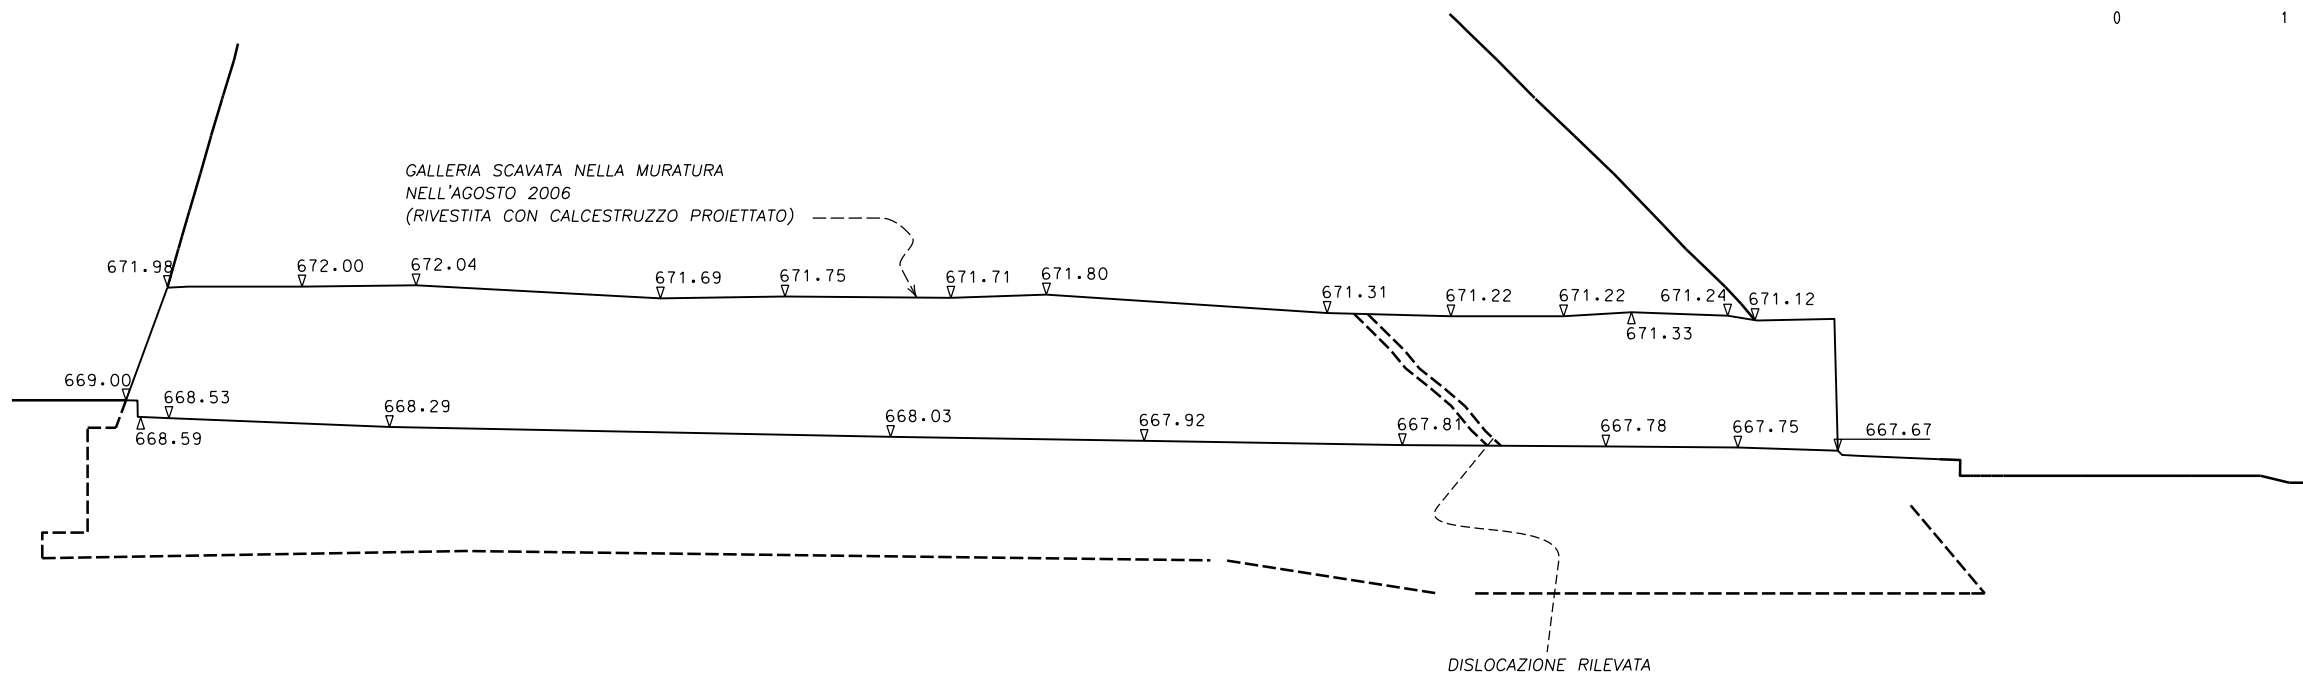 0 1
GALLERIA SCAVATA NELLA MURATURA
NELL'AGOSTO 2006
(RIVESTITA CON CALCESTRUZZO PROIETTATO)
671.98 672.00 672.04 671.69 671.75 671.71 671.80 671.31 671.22 671.22 671.24 671.12
671.33
669.00
668.53 668.29 668.03 667.92 667.81 667.78 667.75 667.67
668.59
DISLOCAZIONE RILEVATA